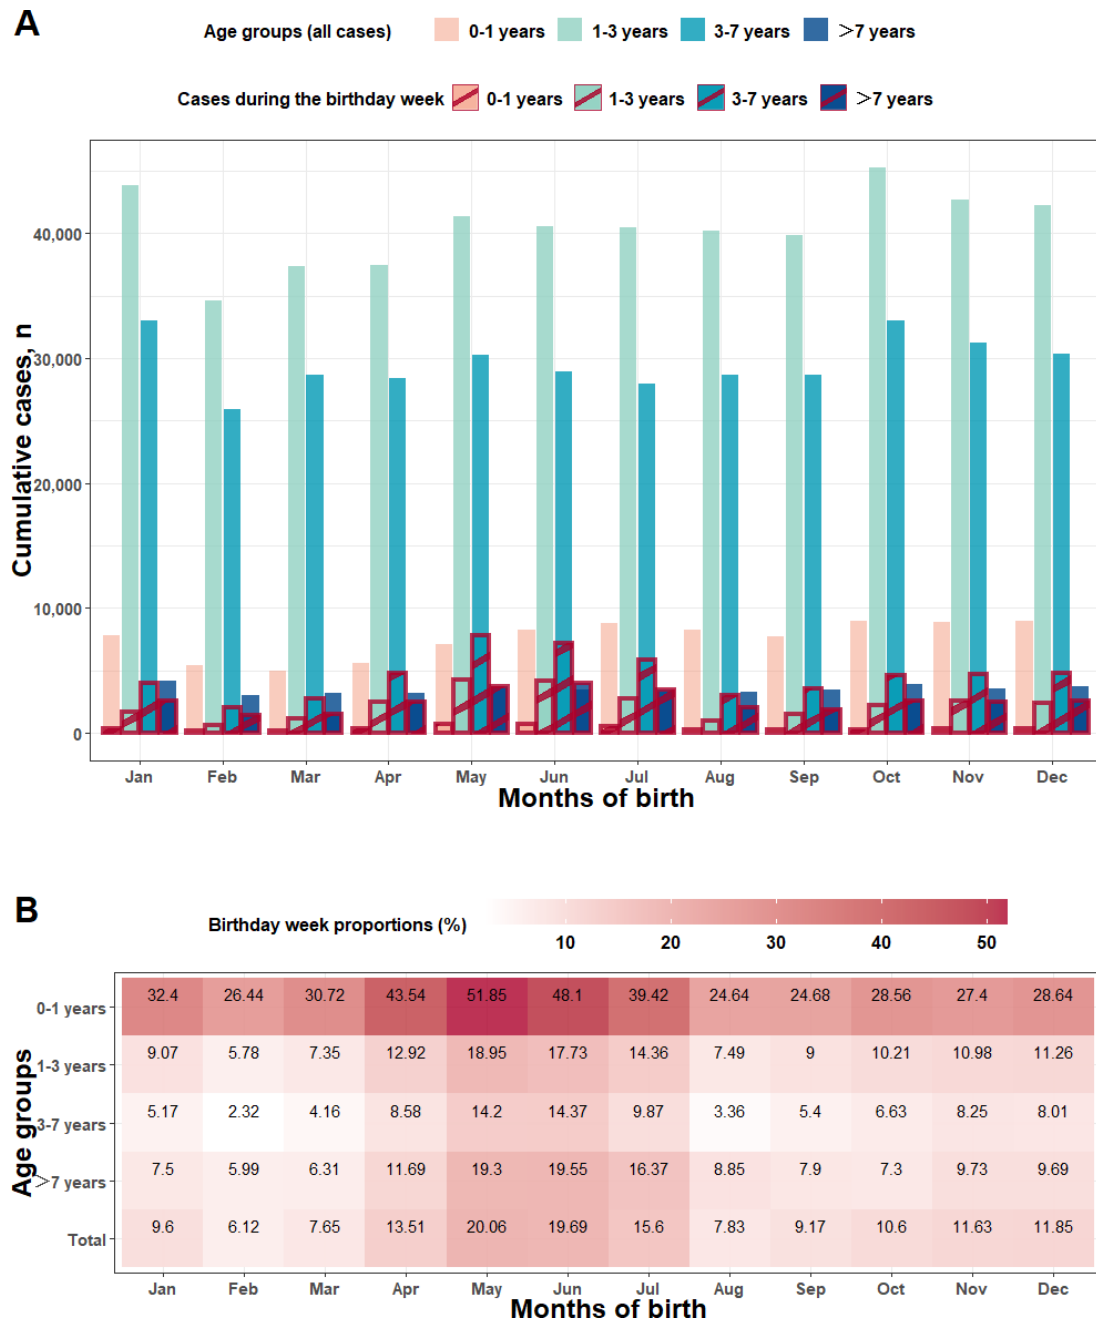 A
Age groups (all cases) 0-1 years 1-3 years 3-7 years >7 years
Cases during the birthday week 0-1 years 1-3 years 3-7 years >7 years
Cumulative cases, n
40,000
30,000
20,000
10,000
0
Jan Feb Mar Apr May Jun Jul Aug Sep Oct Nov Dec
Months of birth
B
Birthday week proportions (%)
10 20 30 40 50
Age groups
0-1 years 32.4 26.44 30.72 43.54 51.85 48.1 39.42 24.64 24.68 28.56 27.4 28.64
1-3 years 9.07 5.78 7.35 12.92 18.95 17.73 14.36 7.49 9 10.21 10.98 11.26
3-7 years 5.17 2.32 4.16 8.58 14.2 14.37 9.87 3.36 5.4 6.63 8.25 8.01
>7 years 7.5 5.99 6.31 11.69 19.3 19.55 16.37 8.85 7.9 7.3 9.73 9.69
Total 9.6 6.12 7.65 13.51 20.06 19.69 15.6 7.83 9.17 10.6 11.63 11.85
Jan Feb Mar Apr May Jun Jul Aug Sep Oct Nov Dec
Months of birth